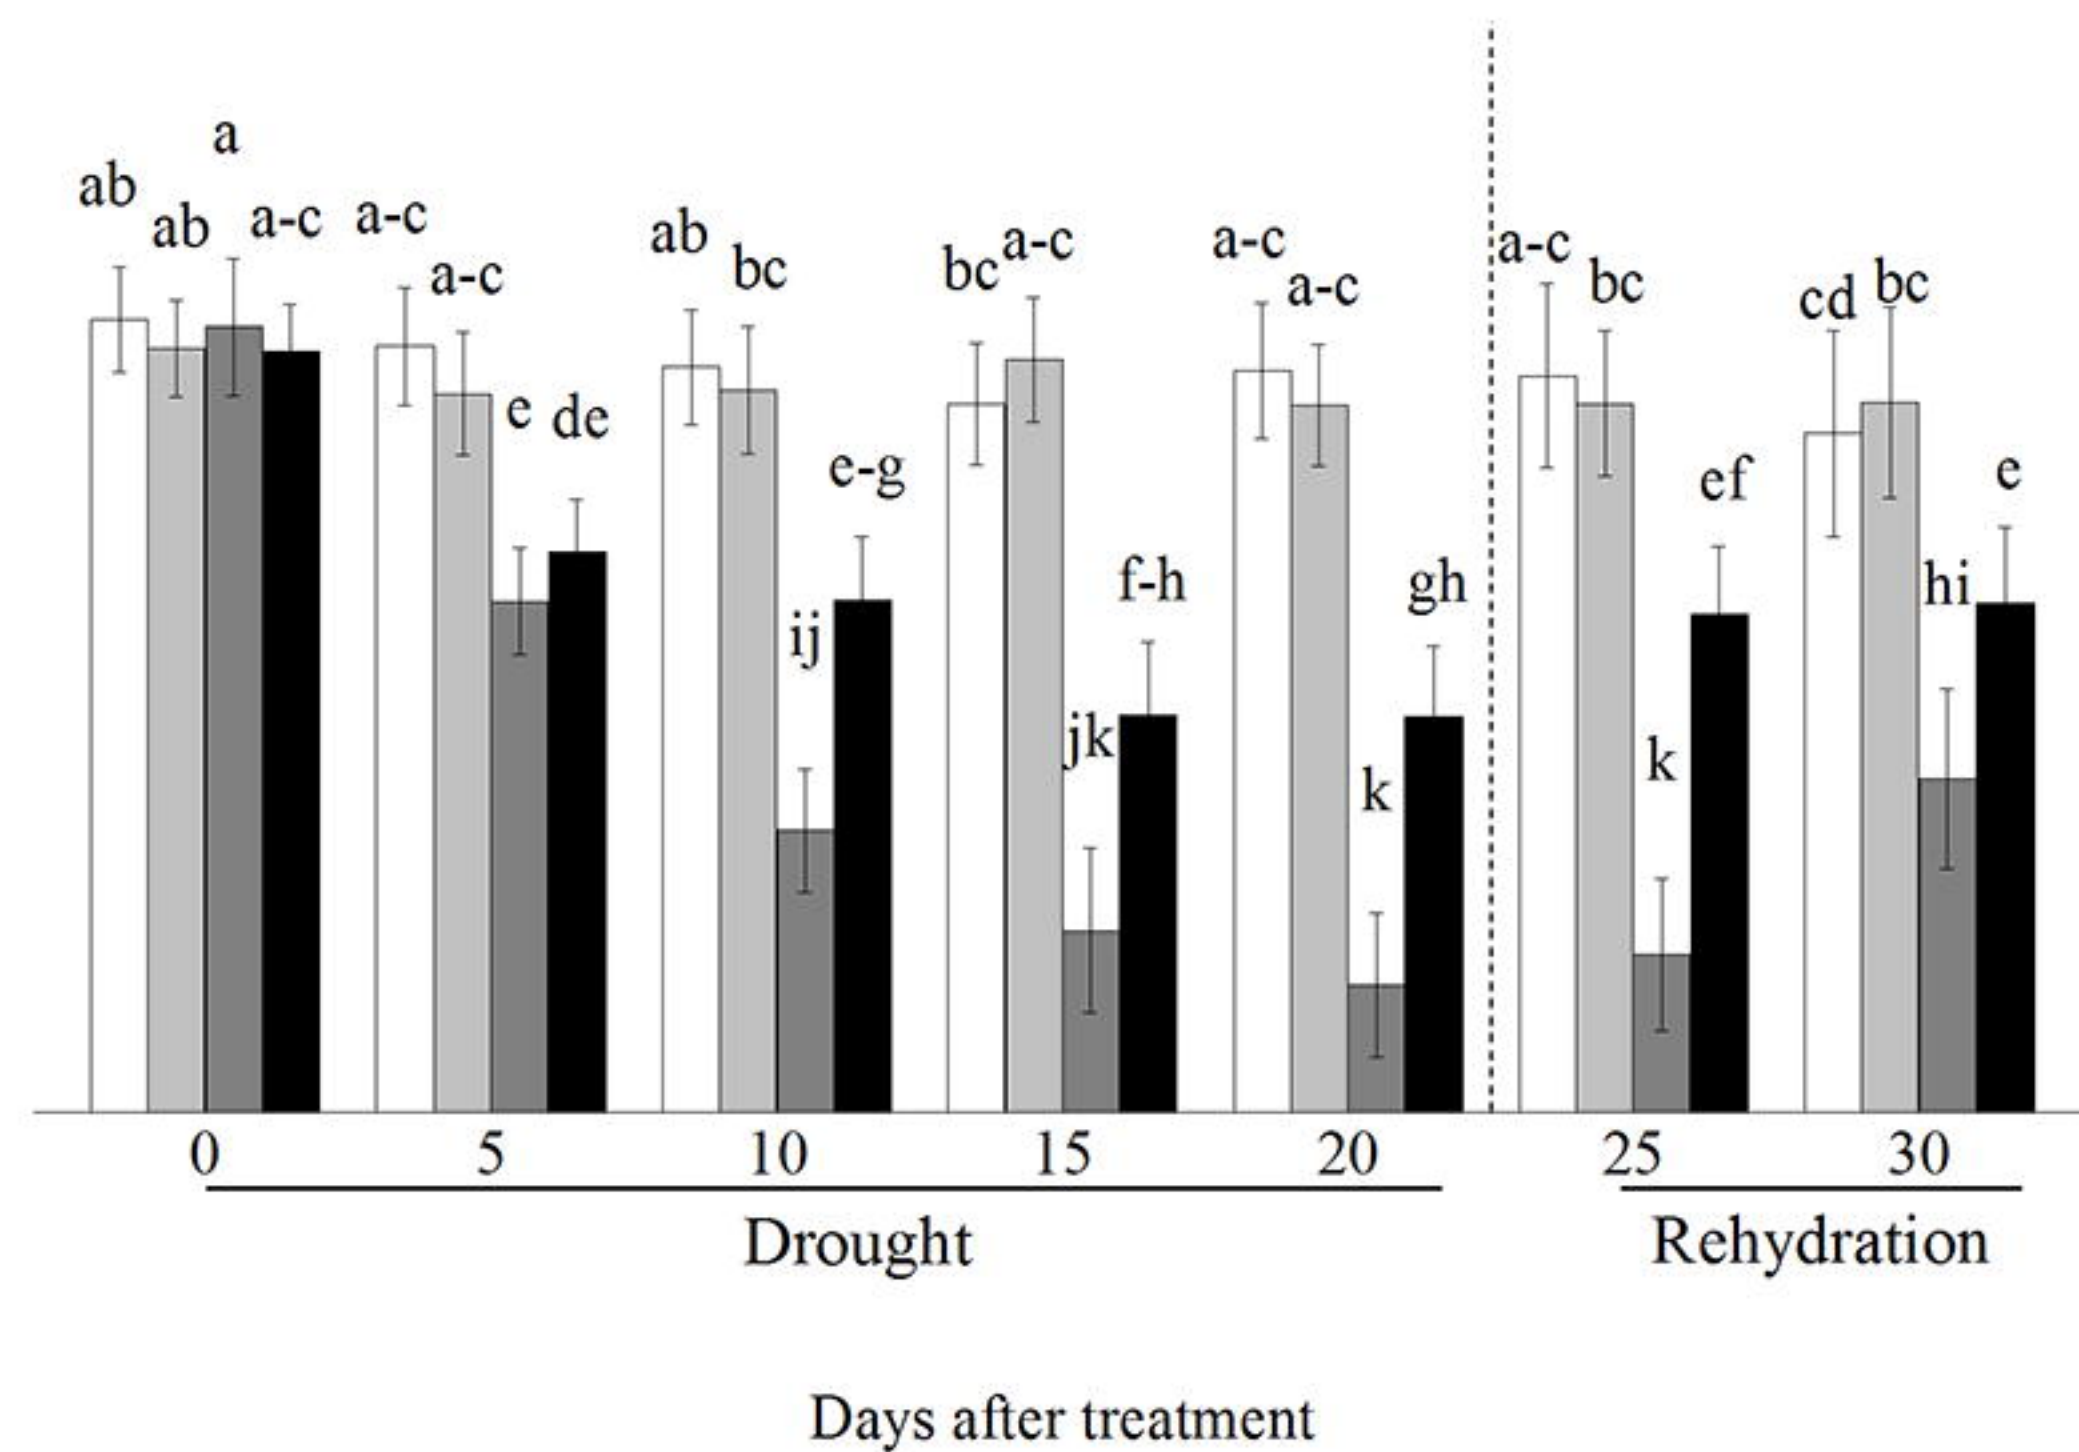 a
ab
ab a-c a-c
a-c
ab bc
bc a-c
a-c a-c
a-c bc
cd bc
e de
e-g
ij
f-h
jk
gh
k
ef
k
e
hi
0 5 10 15 20 25 30
Drought Rehydration
Days after treatment